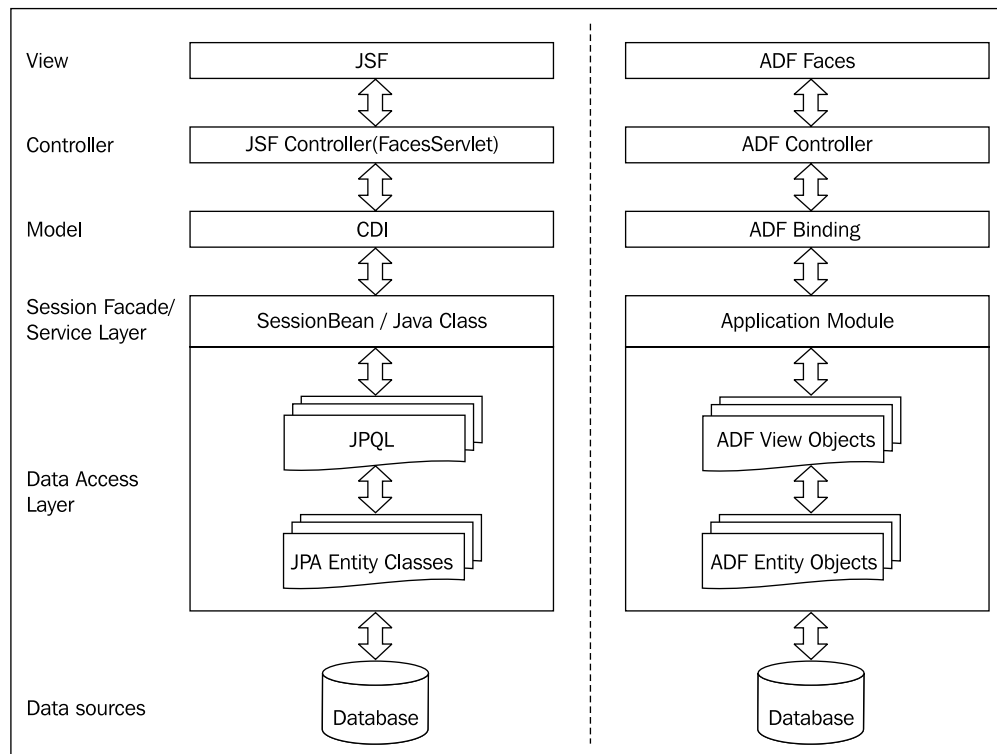 View
JSF
ADF Faces
Controller
JSF Controller(FacesServlet)
ADF Controller
Model
CDI
ADF Binding
Session Facade/
Service Layer
SessionBean / Java Class
Application Module
JPQL
ADF View Objects
Data Access
Layer
JPA Entity Classes
ADF Entity Objects
Data sources
Database
Database